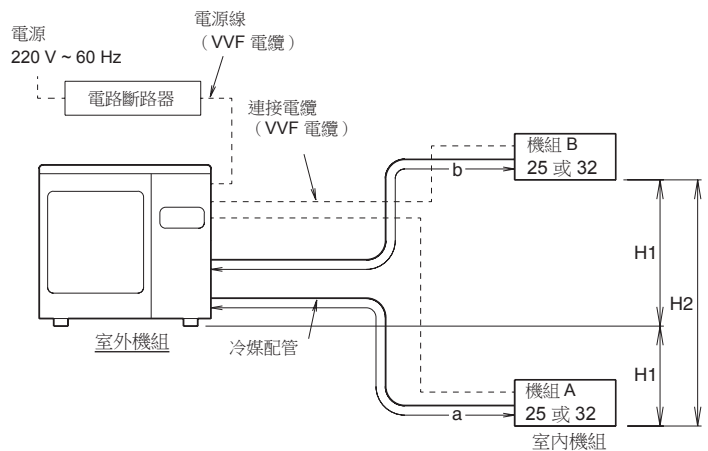 電源
220 V ~ 60 Hz
電源線
（VVF 電纜）
電路斷路器
連接電纜
（VVF 電纜）
機組 B
25 或 32
b
H1
H2
室外機組
冷媒配管
H1
機組 A
25 或 32
a
室內機組